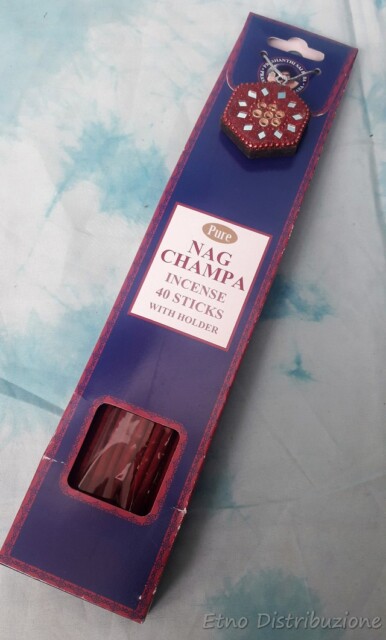 Pure
NAG
CHAMPA
INCENSE
40 STICKS
WITH HOLDER
Etno Distribuzione